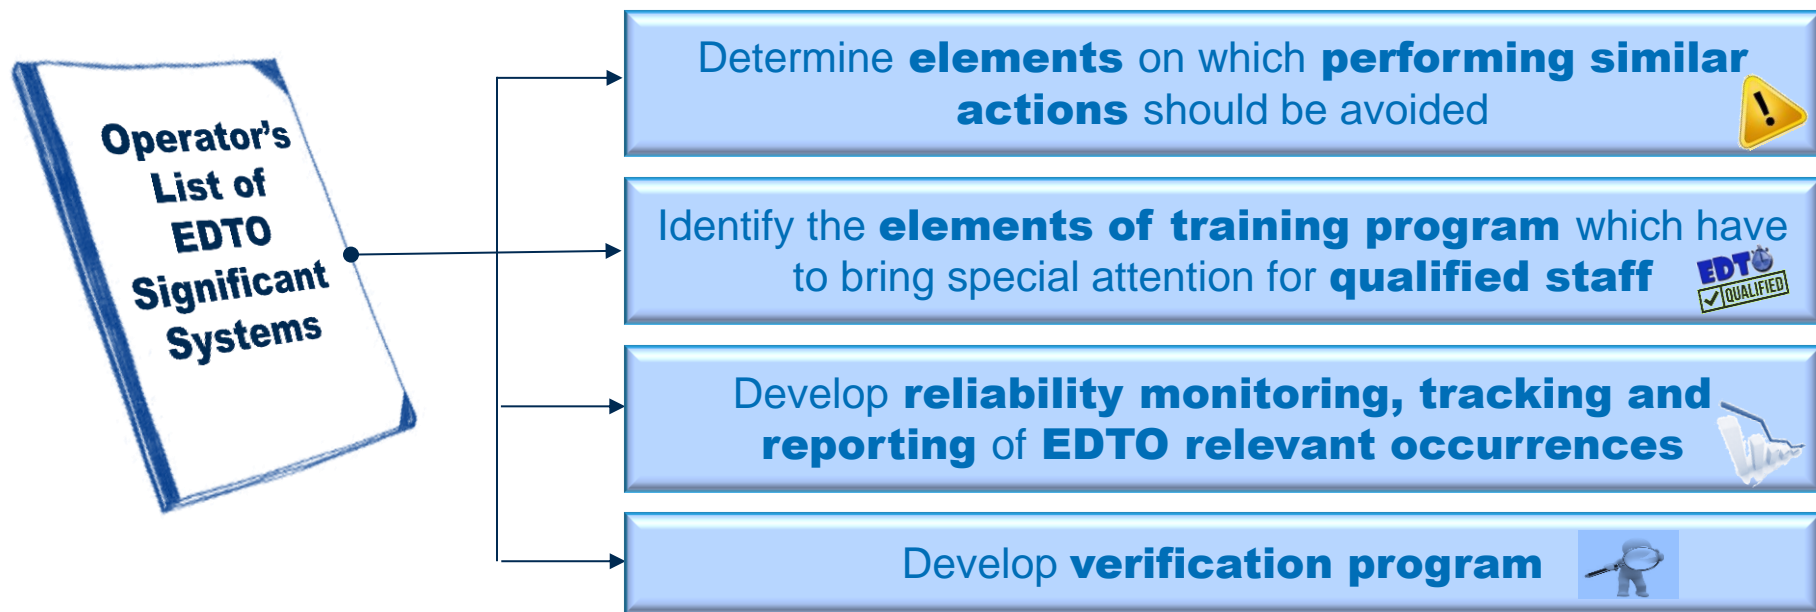 Operator's
List of
EDTO
Significant
Systems
Determine elements on which performing similar
actions should be avoided
Identify the elements of training program which have
to bring special attention for qualified staff
EDTO
QUALIFIED
Develop reliability monitoring, tracking and
reporting of EDTO relevant occurrences
Develop verification program